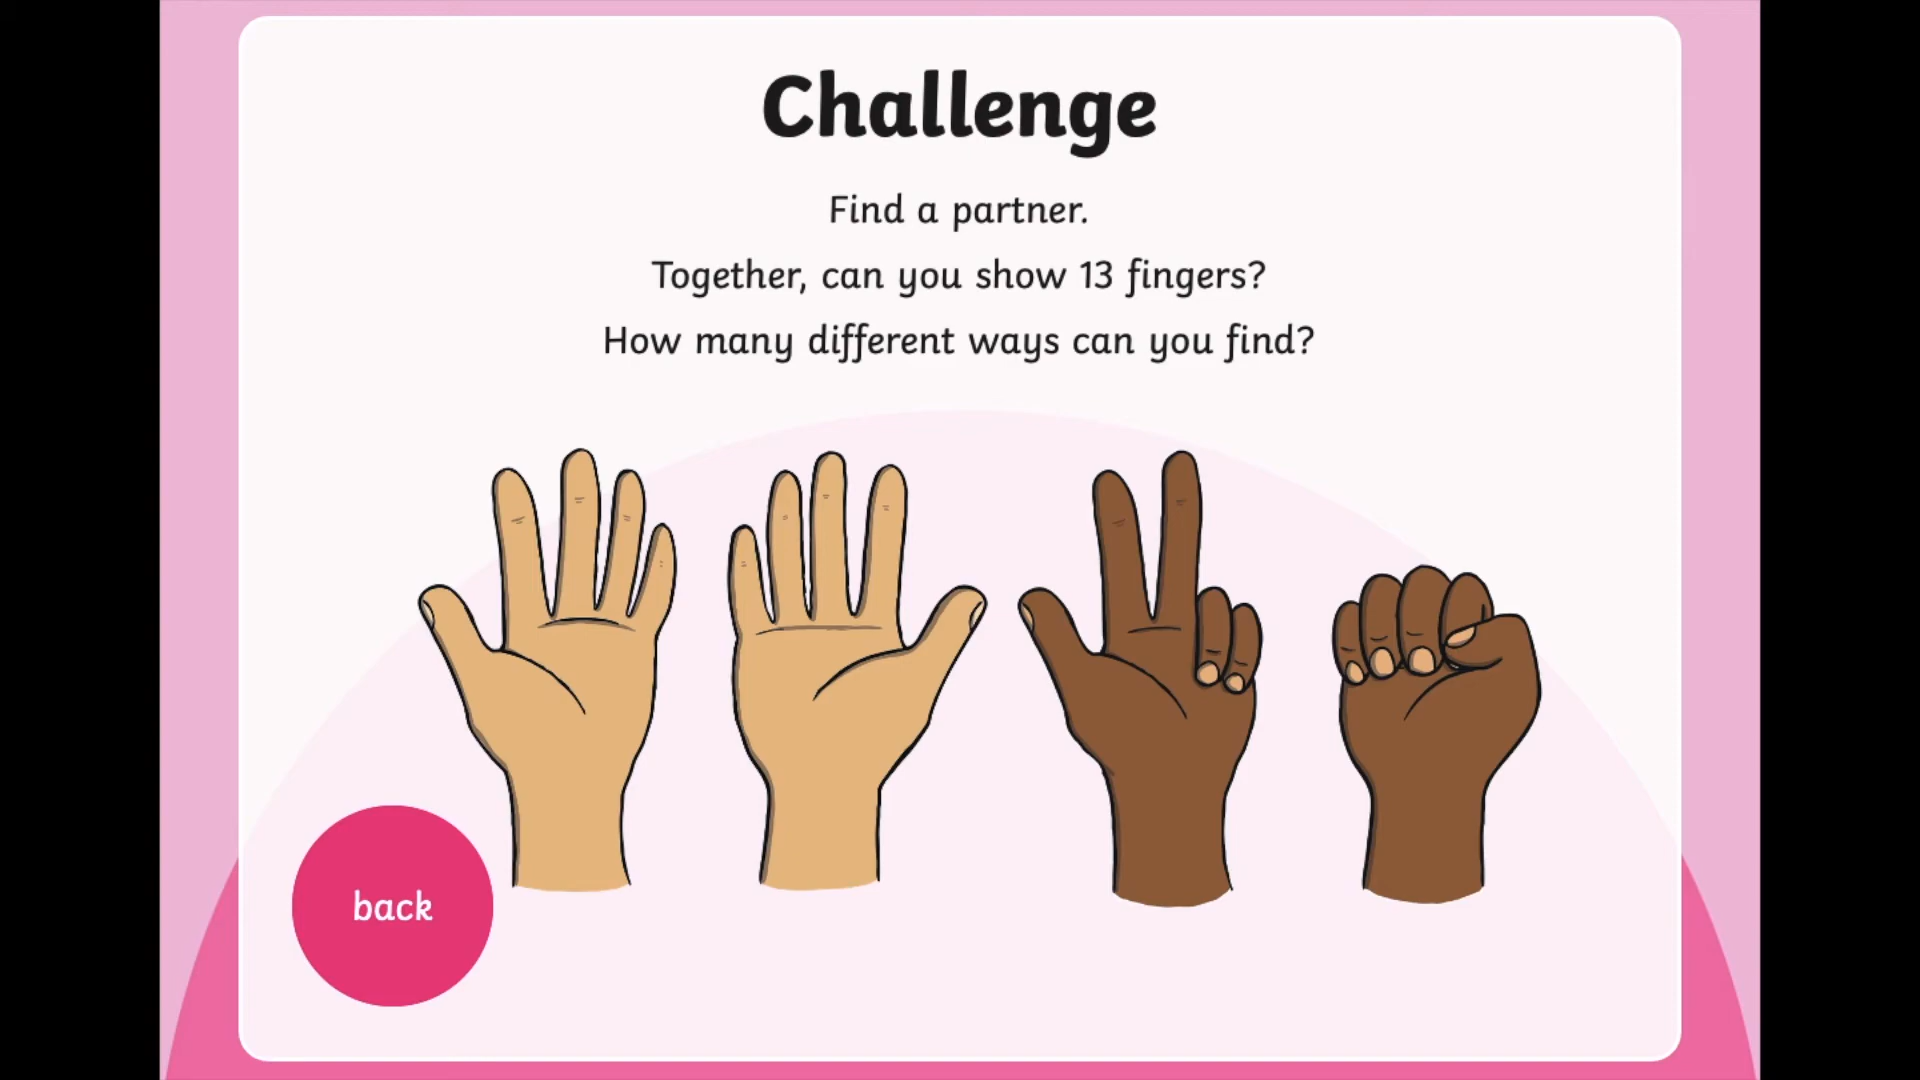 Challenge
Find a partner.
Together, can you show 13 fingers?
How many different ways can you find?
back